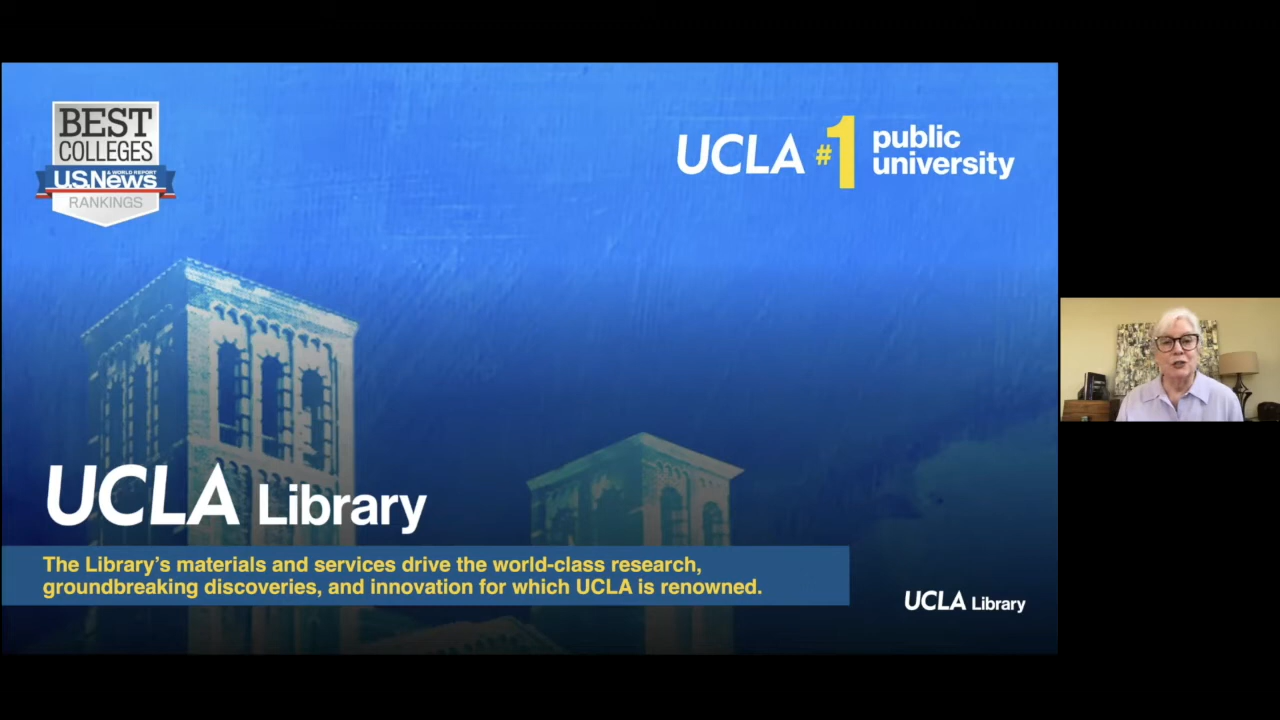 BEST
COLLEGES
& WORLD REPORT
U.S.News
RANKINGS
UCLA #1 public
university
UCLA Library
The Library's materials and services drive the world-class research,
groundbreaking discoveries, and innovation for which UCLA is renowned.
UCLA Library